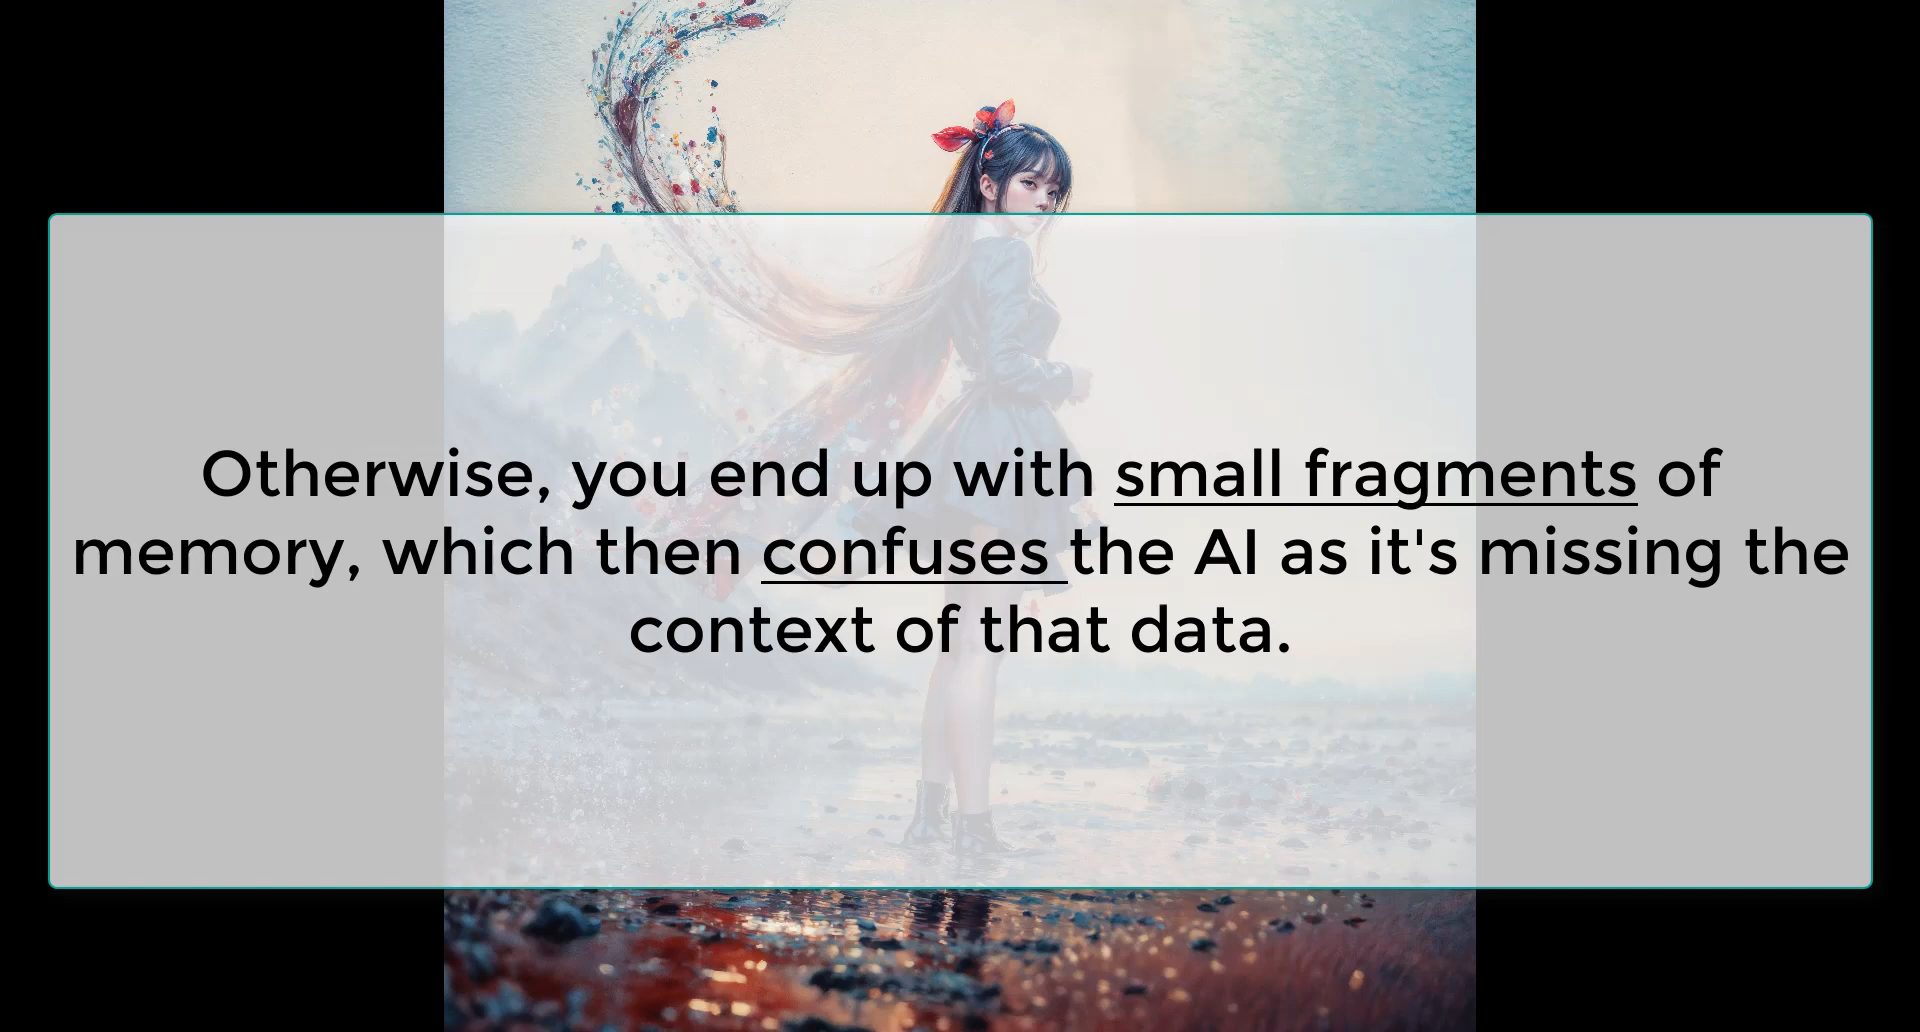 Otherwise, you end up with small fragments of
memory, which then confuses the AI as it's missing the
context of that data.